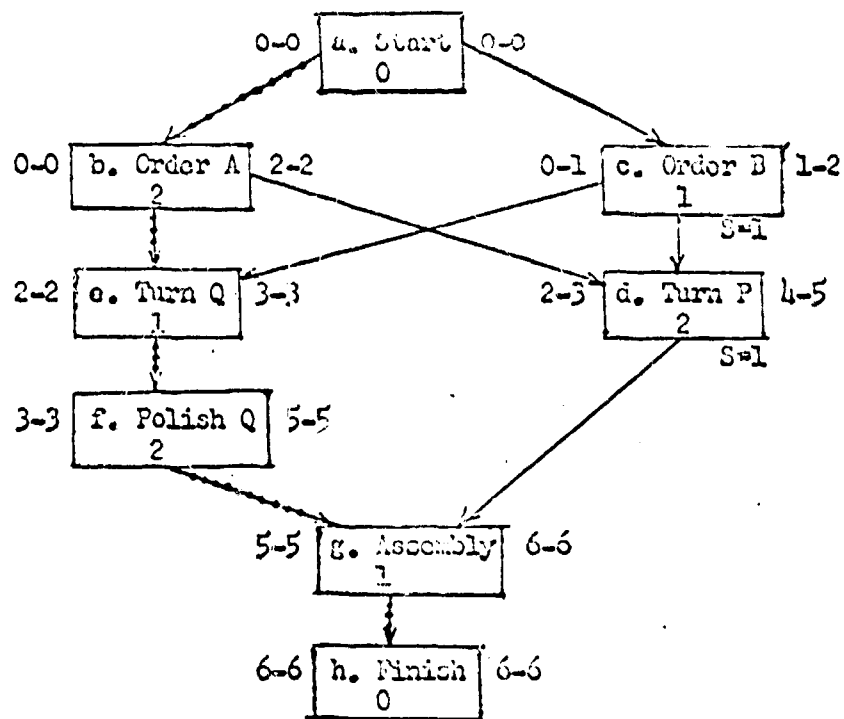 0-0 a. Start 0-0
0
0-0 b. Order A 2-2 0-1 c. Order B 1-2
2 1
S=1
2-2 e. Turn Q 3-3 2-3 d. Turn P 4-5
1 2
S=1
3-3 f. Polish Q 5-5
2
5-5 g. Assembly 6-6
1
6-6 h. Finish 6-6
0